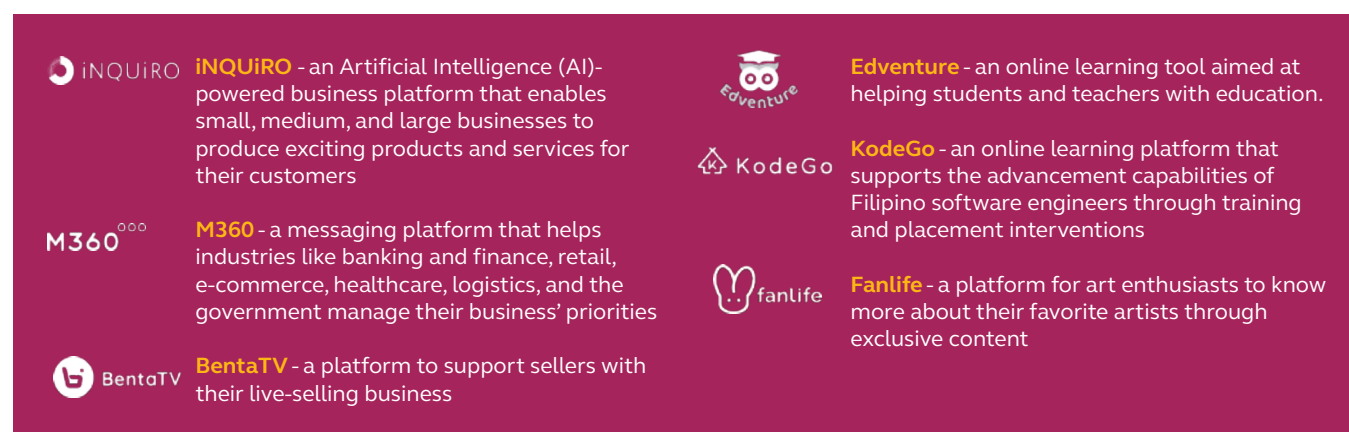 iNQUiRO
iNQUiRO - an Artificial Intelligence (AI)-
powered business platform that enables
small, medium, and large businesses to
produce exciting products and services for
their customers
M360
M360 - a messaging platform that helps
industries like banking and finance, retail,
e-commerce, healthcare, logistics, and the
government manage their business’ priorities
BentaTV
BentaTV - a platform to support sellers with
their live-selling business
Edventure
Edventure - an online learning tool aimed at
helping students and teachers with education.
K
KodeGo
KodeGo - an online learning platform that
supports the advancement capabilities of
Filipino software engineers through training
and placement interventions
fanlife
Fanlife - a platform for art enthusiasts to know
more about their favorite artists through
exclusive content